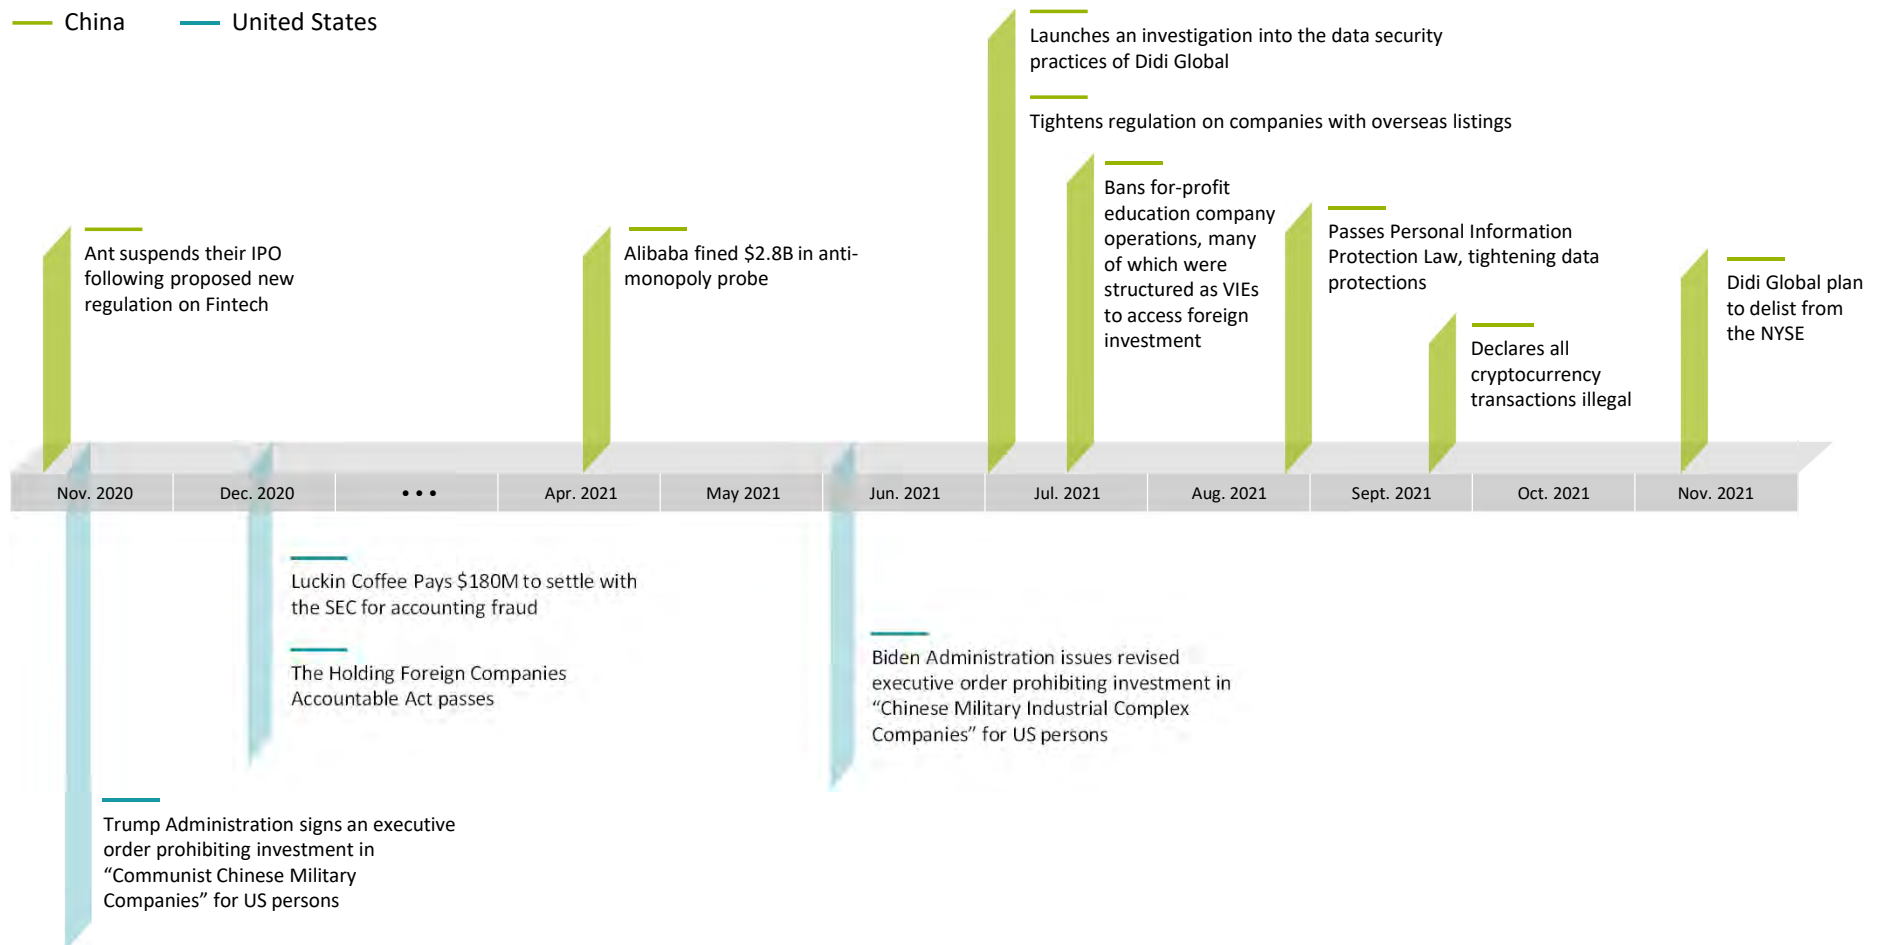 China
United States
Launches an investigation into the data security
practices of Didi Global
Tightens regulation on companies with overseas listings
Bans for-profit
education company
operations, many
of which were
structured as VIEs
to access foreign
investment
Ant suspends their IPO
following proposed new
regulation on Fintech
Alibaba fined $2.8B in anti-
monopoly probe
Passes Personal Information
Protection Law, tightening data
protections
Didi Global plan
to delist from
the NYSE
Declares all
cryptocurrency
transactions illegal
Nov. 2020
Dec. 2020
• • •
Apr. 2021
May 2021
Jun. 2021
Jul. 2021
Aug. 2021
Sept. 2021
Oct. 2021
Nov. 2021
Luckin Coffee Pays $180M to settle with
the SEC for accounting fraud
The Holding Foreign Companies
Accountable Act passes
Biden Administration issues revised
executive order prohibiting investment in
“Chinese Military Industrial Complex
Companies” for US persons
Trump Administration signs an executive
order prohibiting investment in
“Communist Chinese Military
Companies” for US persons